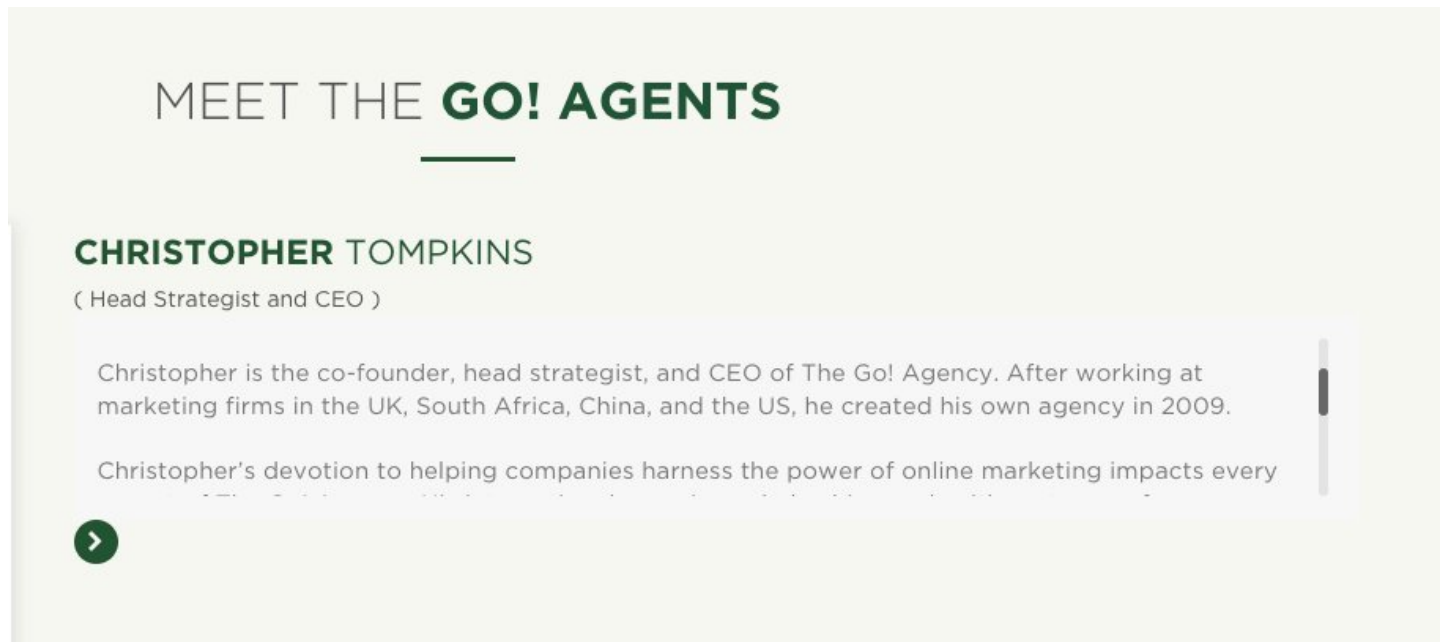 MEET THE GO! AGENTS
CHRISTOPHER TOMPKINS
( Head Strategist and CEO )
Christopher is the co-founder, head strategist, and CEO of The Go! Agency. After working at
marketing firms in the UK, South Africa, China, and the US, he created his own agency in 2009.
Christopher’s devotion to helping companies harness the power of online marketing impacts every